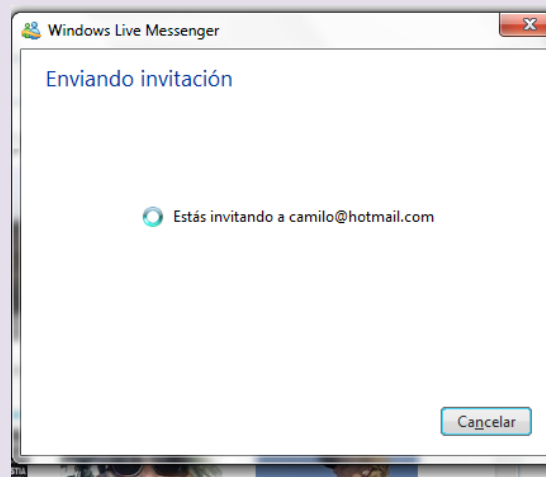 Windows Live Messenger
Enviando invitación
Estás invitando a camilo@hotmail.com
Cancelar